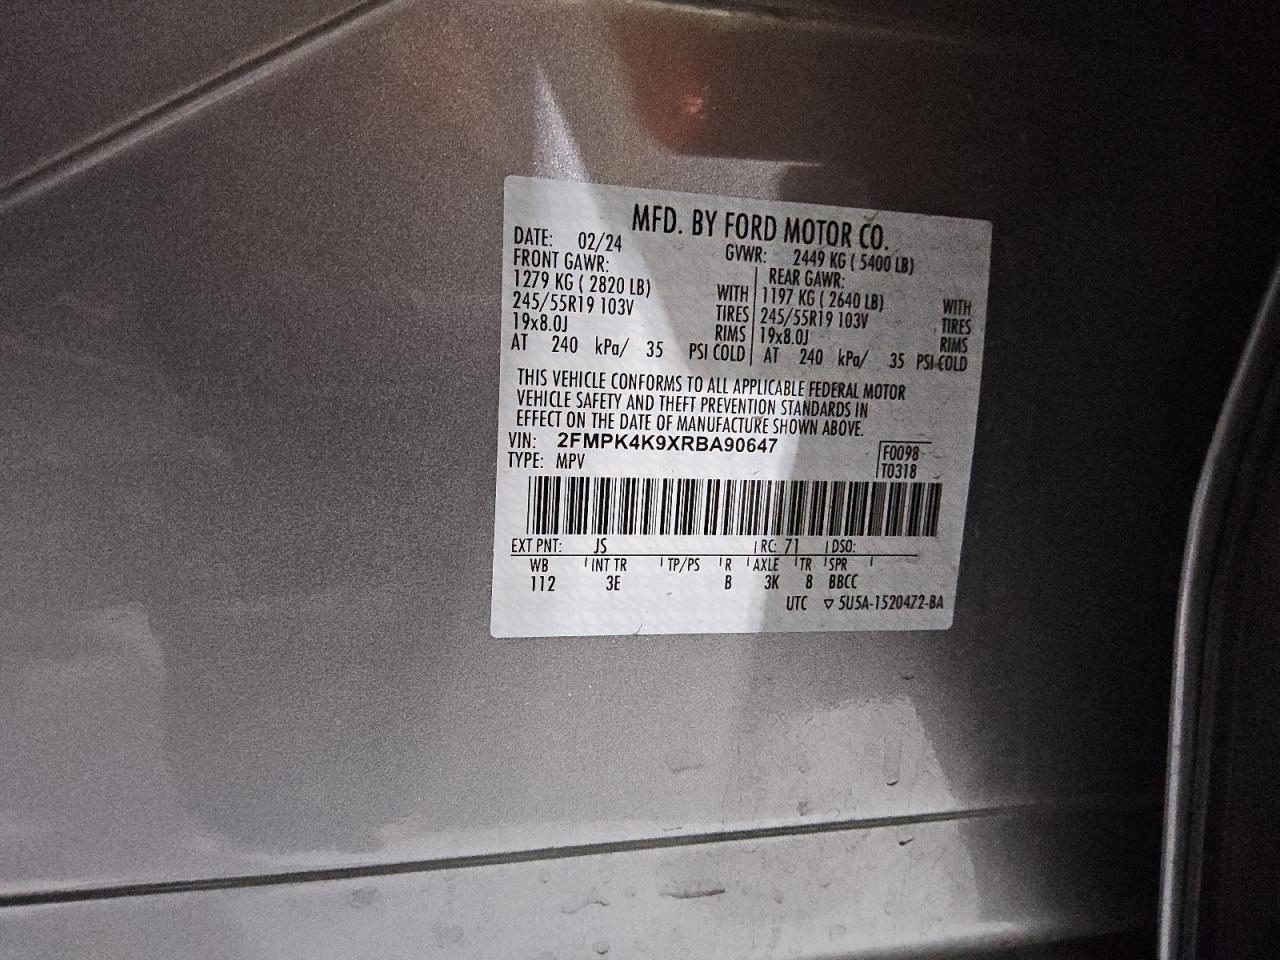 MFD. BY FORD MOTOR CO.
DATE: 02/24 GVWR: 2449 KG ( 5400 LB)
FRONT GAWR: REAR GAWR:
1279 KG ( 2820 LB) WITH 1197 KG ( 2640 LB) WITH
245/55R19 103V TIRES 245/55R19 103V TIRES
19x8.0J RIMS 19x8.0J RIMS
AT 240 kPa/ 35 PSI COLD AT 240 kPa/ 35 PSI COLD
THIS VEHICLE CONFORMS TO ALL APPLICABLE FEDERAL MOTOR
VEHICLE SAFETY AND THEFT PREVENTION STANDARDS IN
EFFECT ON THE DATE OF MANUFACTURE SHOWN ABOVE.
VIN: 2FMPK4K9XRBA90647 F0098
TYPE: MPV T0318
EXT PNT: JS RC: 71 DSO:
WB INT TR TP/PS R AXLE TR SPR
112 3E B 3K 8 BBCC
UTC ▽ 5U5A-1520472-BA